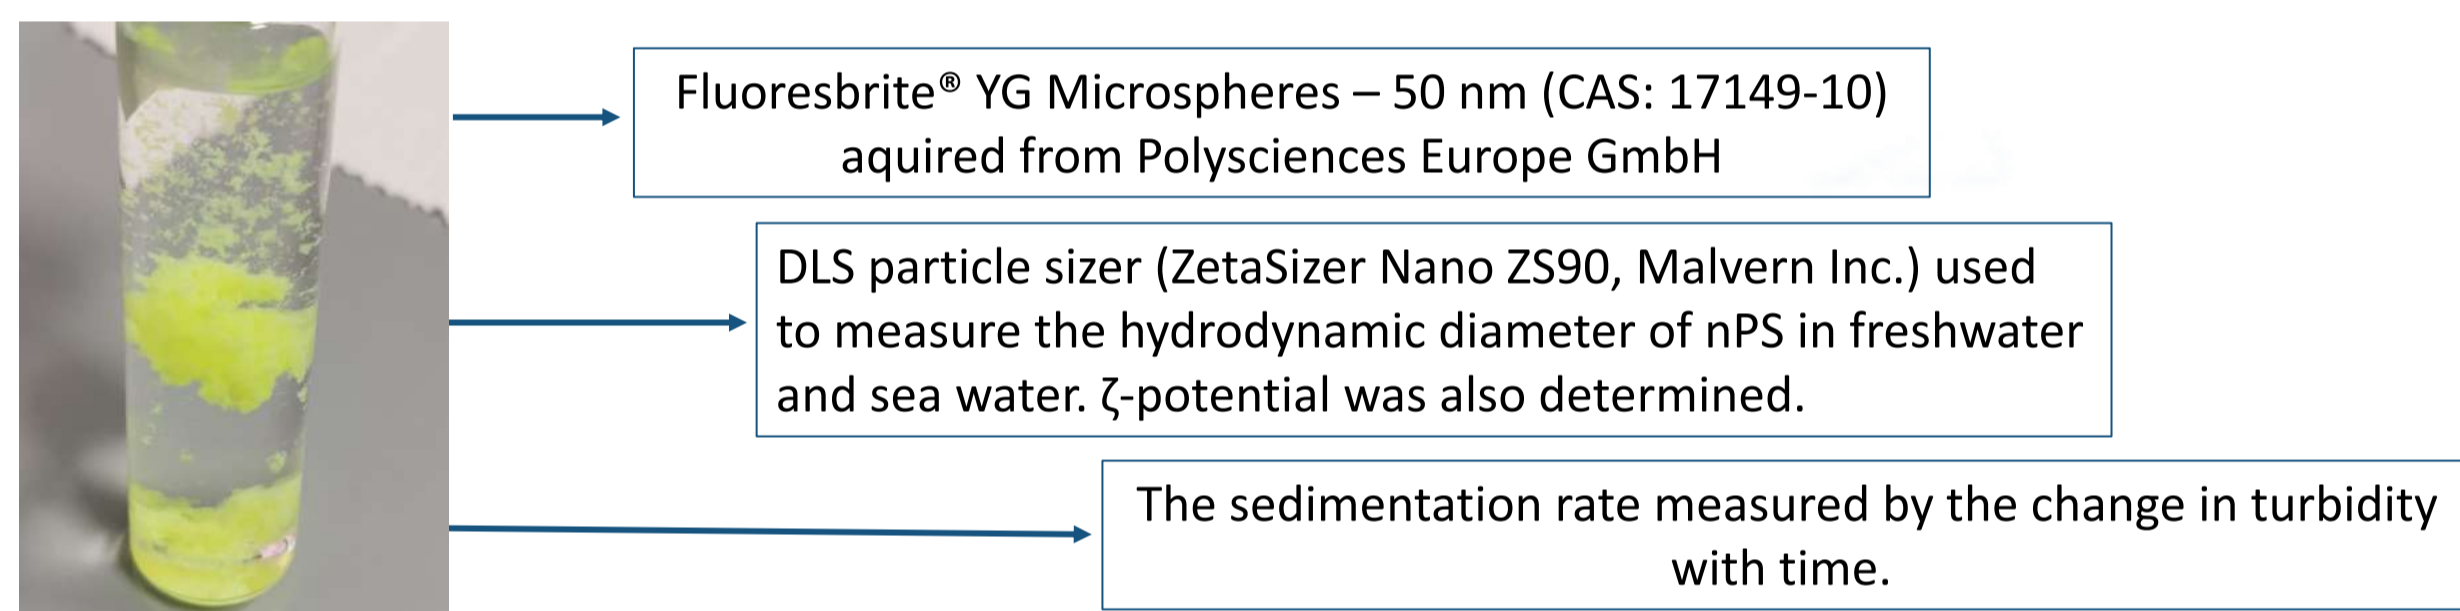 Fluoresbrite® YG Microspheres – 50 nm (CAS: 17149-10)
aquired from Polysciences Europe GmbH
DLS particle sizer (ZetaSizer Nano ZS90, Malvern Inc.) used
to measure the hydrodynamic diameter of nPS in freshwater
and sea water. ζ-potential was also determined.
The sedimentation rate measured by the change in turbidity
with time.